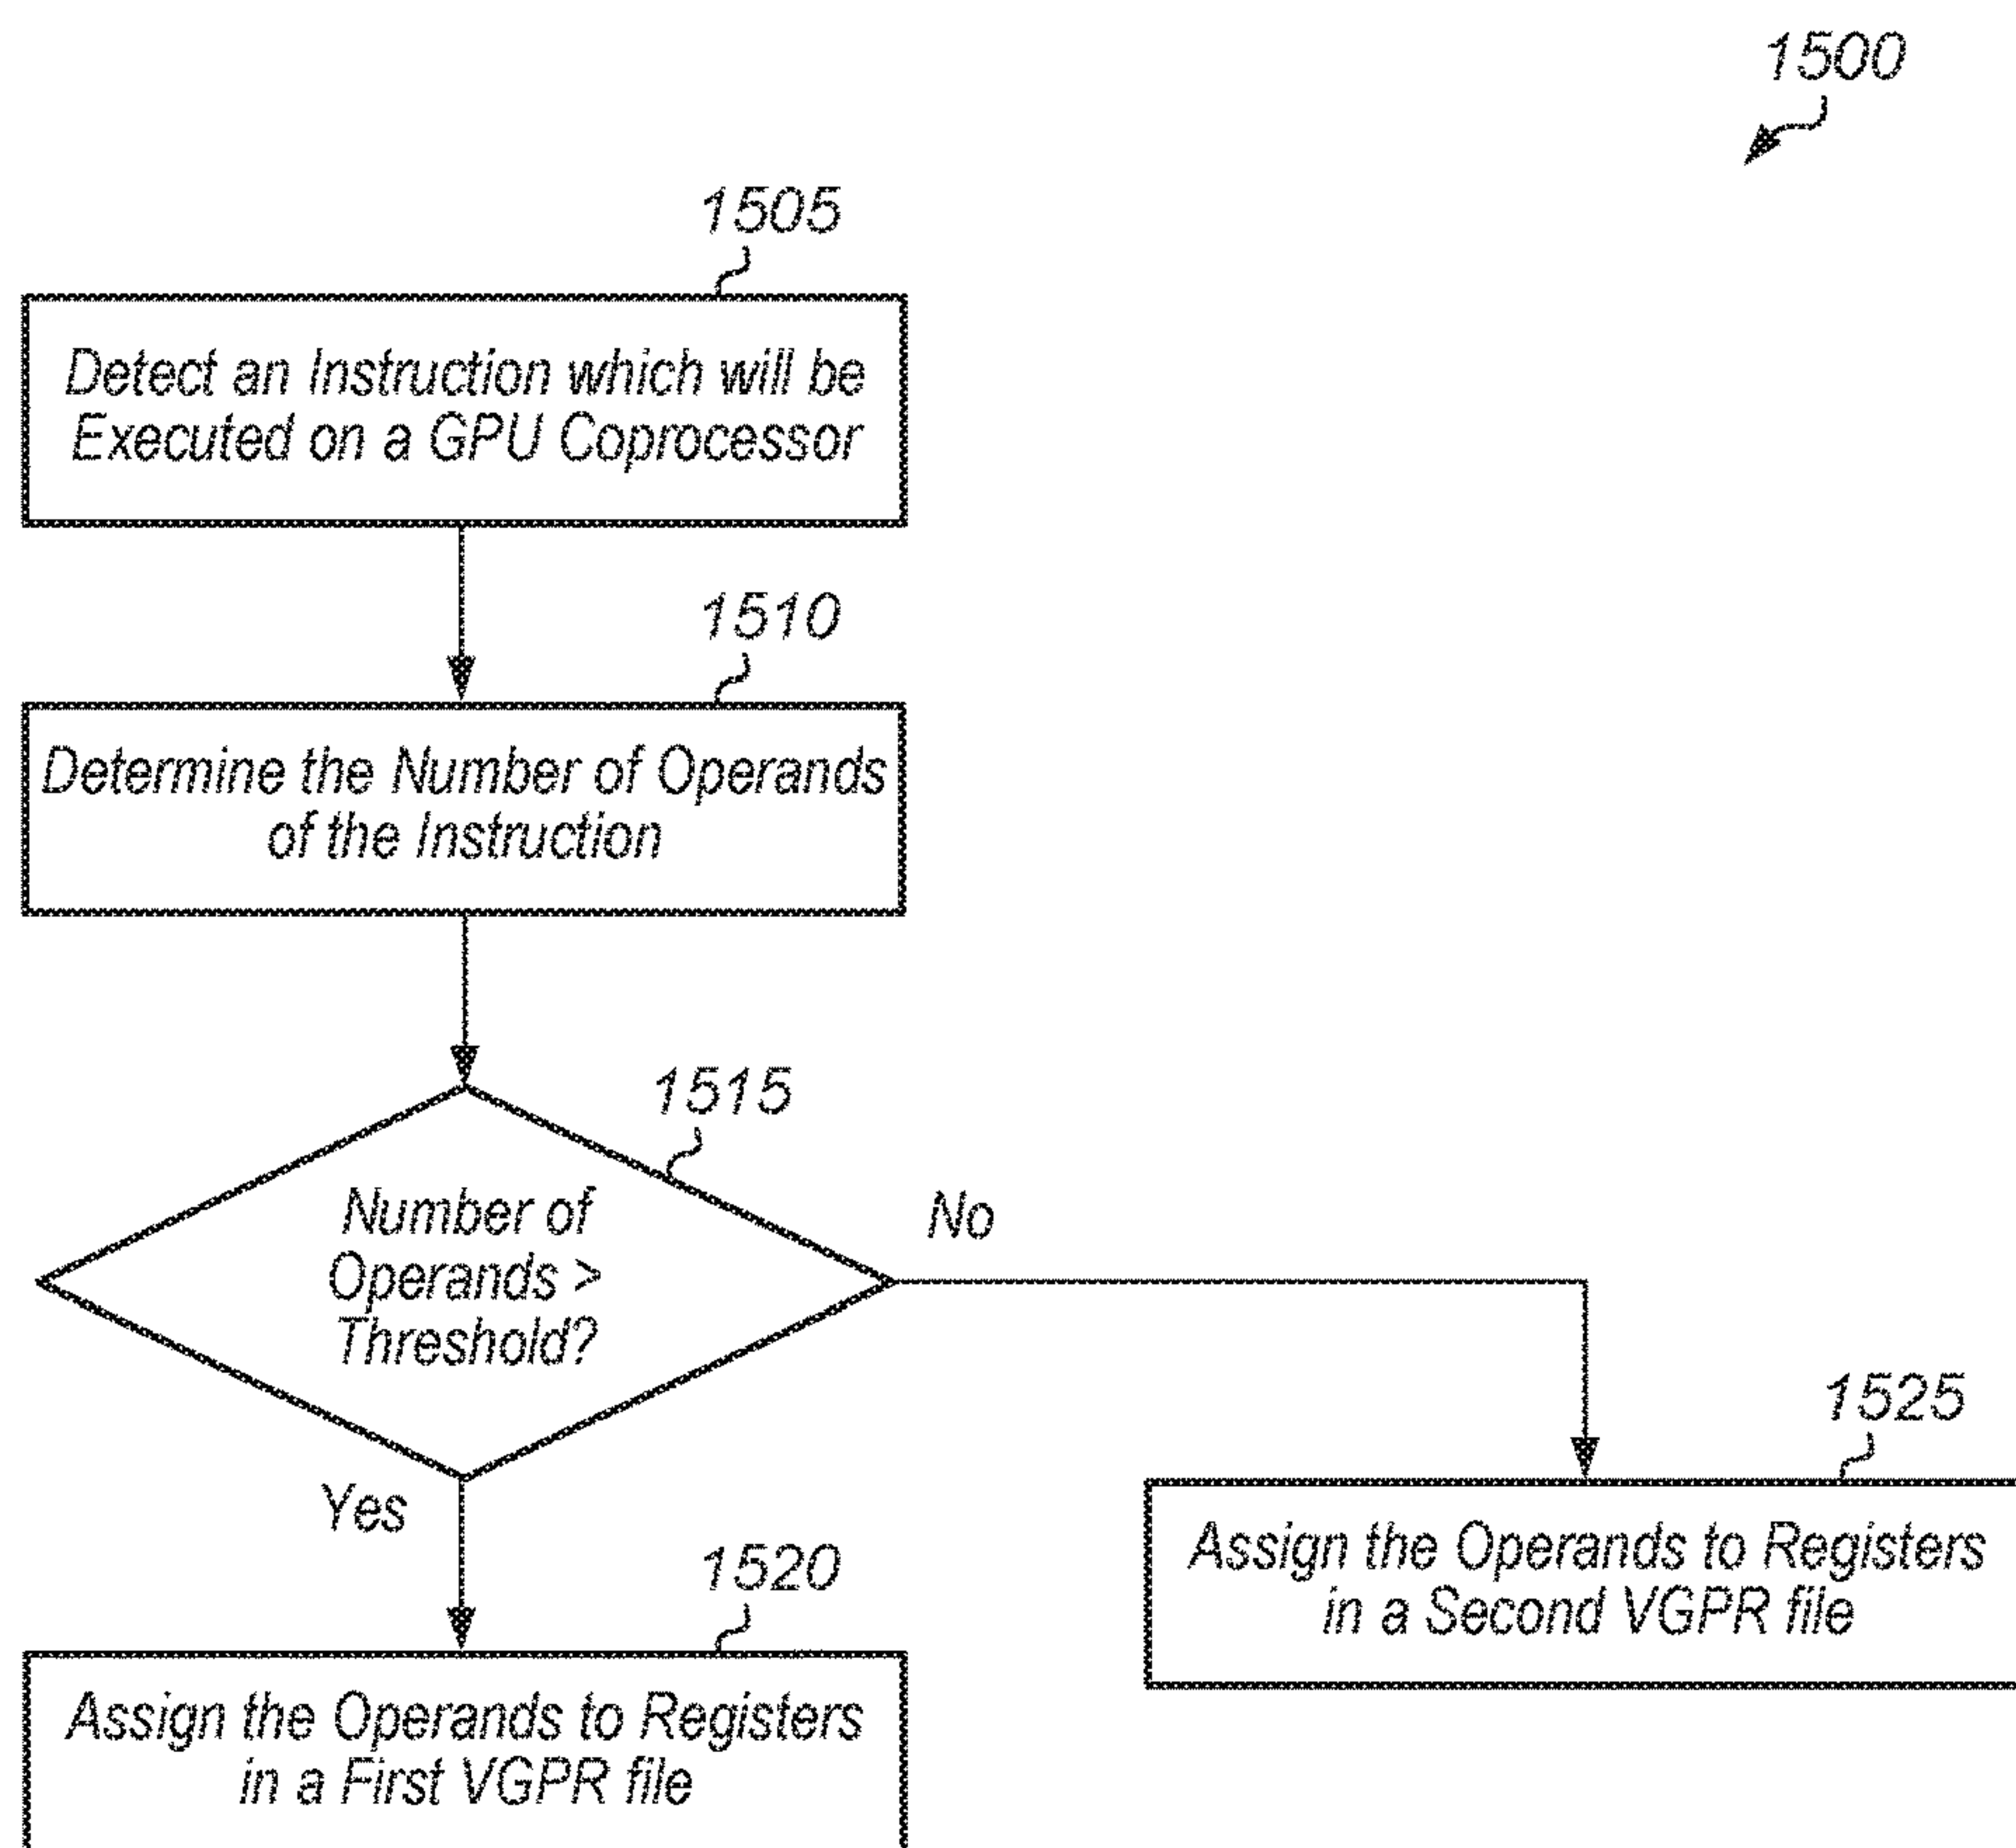 1500
1505
Detect an Instruction which will be
Executed on a GPU Coprocessor
1510
Determine the Number of Operands
of the Instruction
1515
Number of
Operands >
Threshold?
No
Yes
1525
Assign the Operands to Registers
in a Second VGPR file
1520
Assign the Operands to Registers
in a First VGPR file